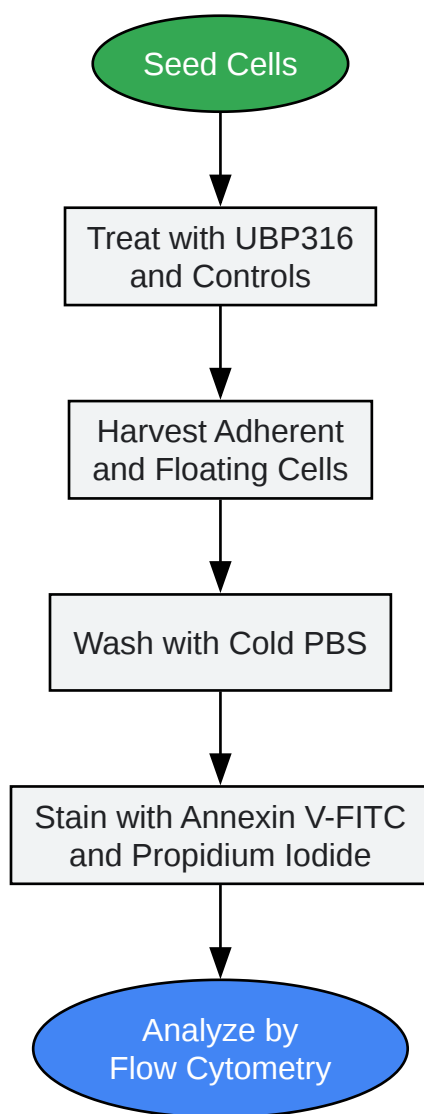 Seed Cells
Treat with UBP316
and Controls
Harvest Adherent
and Floating Cells
Wash with Cold PBS
Stain with Annexin V-FITC
and Propidium Iodide
Analyze by
Flow Cytometry